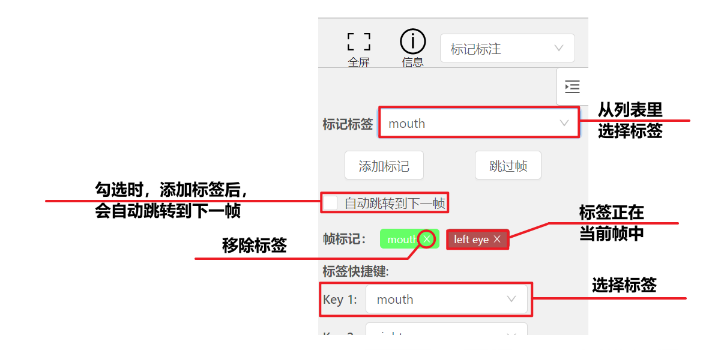 全屏
信息
标记标注
标记标签
mouth
从列表里
选择标签
添加标记
跳过帧
勾选时，添加标签后，
会自动跳转到下一帧
自动跳转到下一帧
标签正在
当前帧中
移除标签
帧标记：
mouth
left eye
标签快捷键:
选择标签
Key 1:
mouth